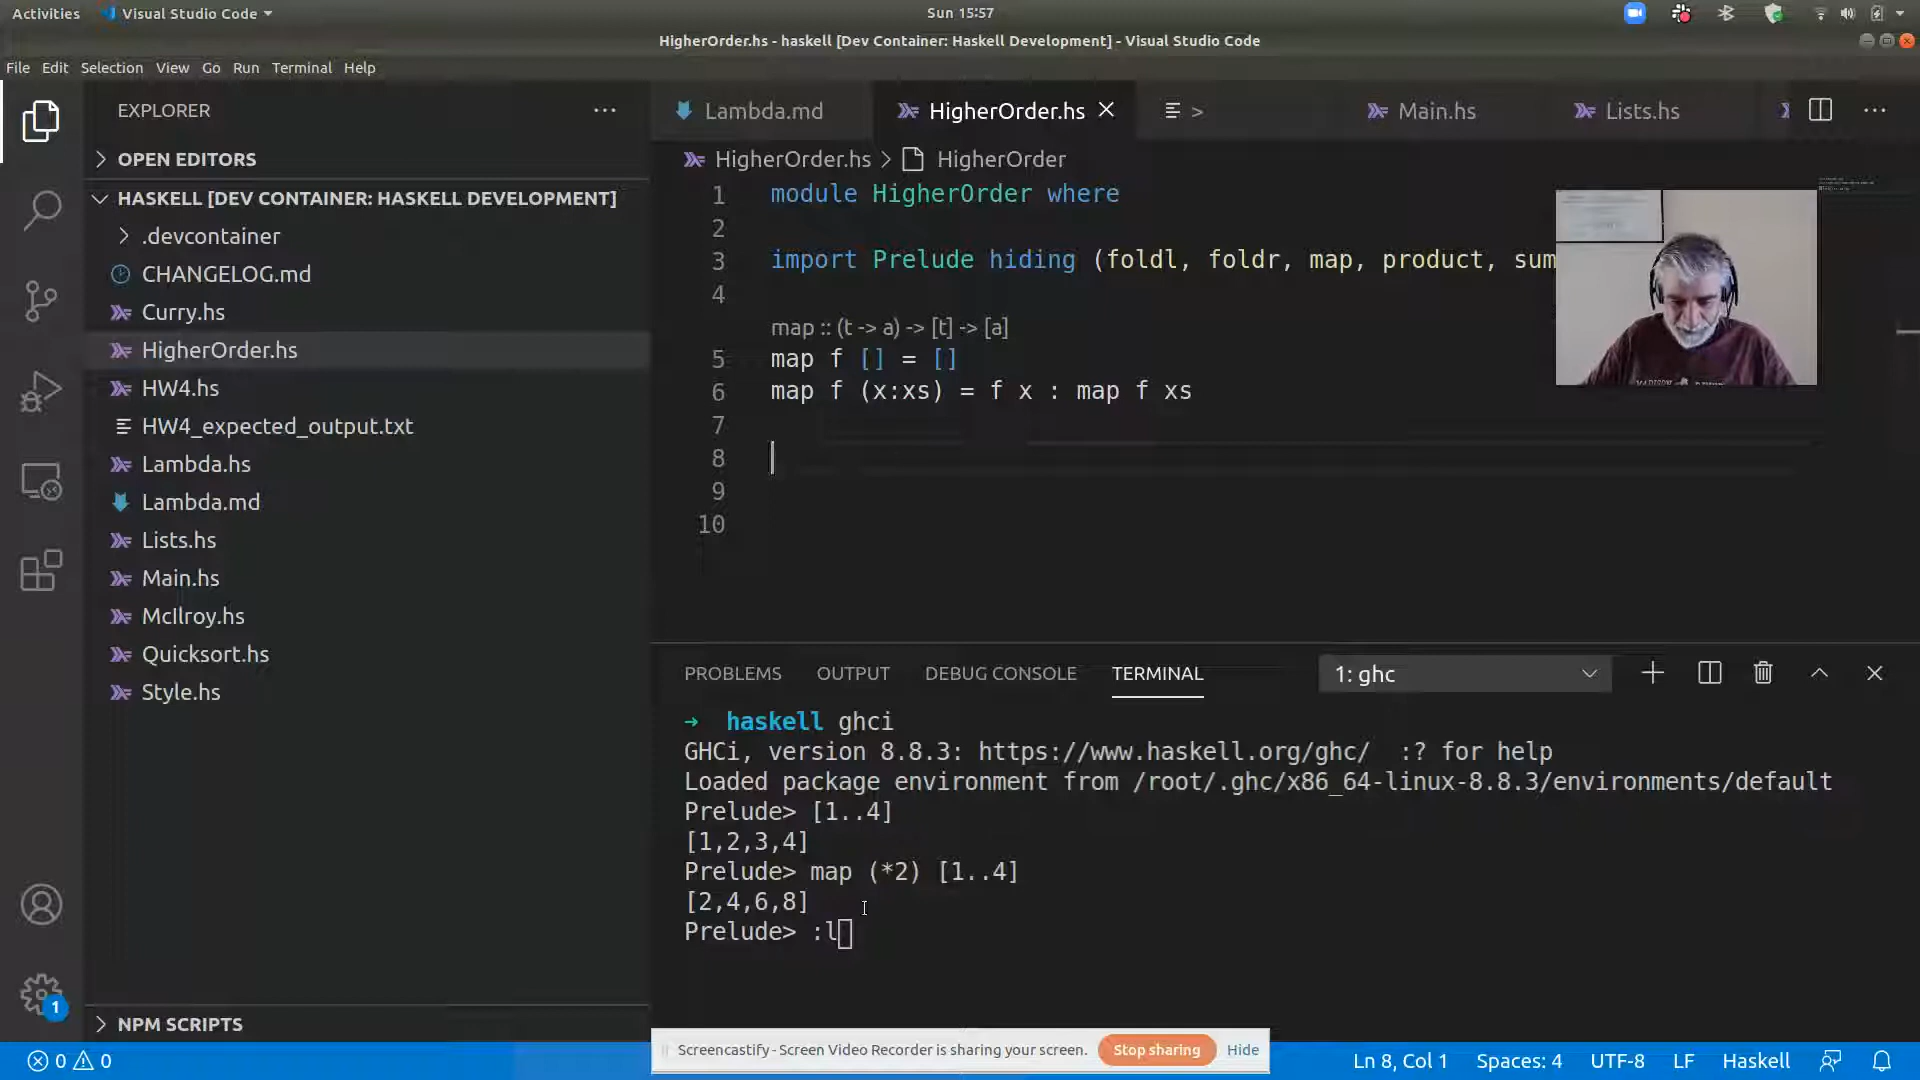 Activities
Visual Studio Code
Sun 15:57
HigherOrder.hs - haskell [Dev Container: Haskell Development] - Visual Studio Code
File Edit Selection View Go Run Terminal Help
EXPLORER
OPEN EDITORS
HASKELL [DEV CONTAINER: HASKELL DEVELOPMENT]
.devcontainer
CHANGELOG.md
Curry.hs
HigherOrder.hs
HW4.hs
HW4_expected_output.txt
Lambda.hs
Lambda.md
Lists.hs
Main.hs
McIlroy.hs
Quicksort.hs
Style.hs
NPM SCRIPTS
1
Lambda.md
HigherOrder.hs
>
Main.hs
Lists.hs
HigherOrder.hs > HigherOrder
1 module HigherOrder where
2
3 import Prelude hiding (foldl, foldr, map, product, sum
4
map :: (t -> a) -> [t] -> [a]
5 map f [] = []
6 map f (x:xs) = f x : map f xs
7
8
9
10
PROBLEMS OUTPUT DEBUG CONSOLE TERMINAL
1: ghc
➜ haskell ghci
GHCi, version 8.8.3: https://www.haskell.org/ghc/  :? for help
Loaded package environment from /root/.ghc/x86_64-linux-8.8.3/environments/default
Prelude> [1..4]
[1,2,3,4]
Prelude> map (*2) [1..4]
[2,4,6,8]
Prelude> :l
Screencastify - Screen Video Recorder is sharing your screen.
Stop sharing
Hide
0 0
Ln 8, Col 1
Spaces: 4
UTF-8
LF
Haskell